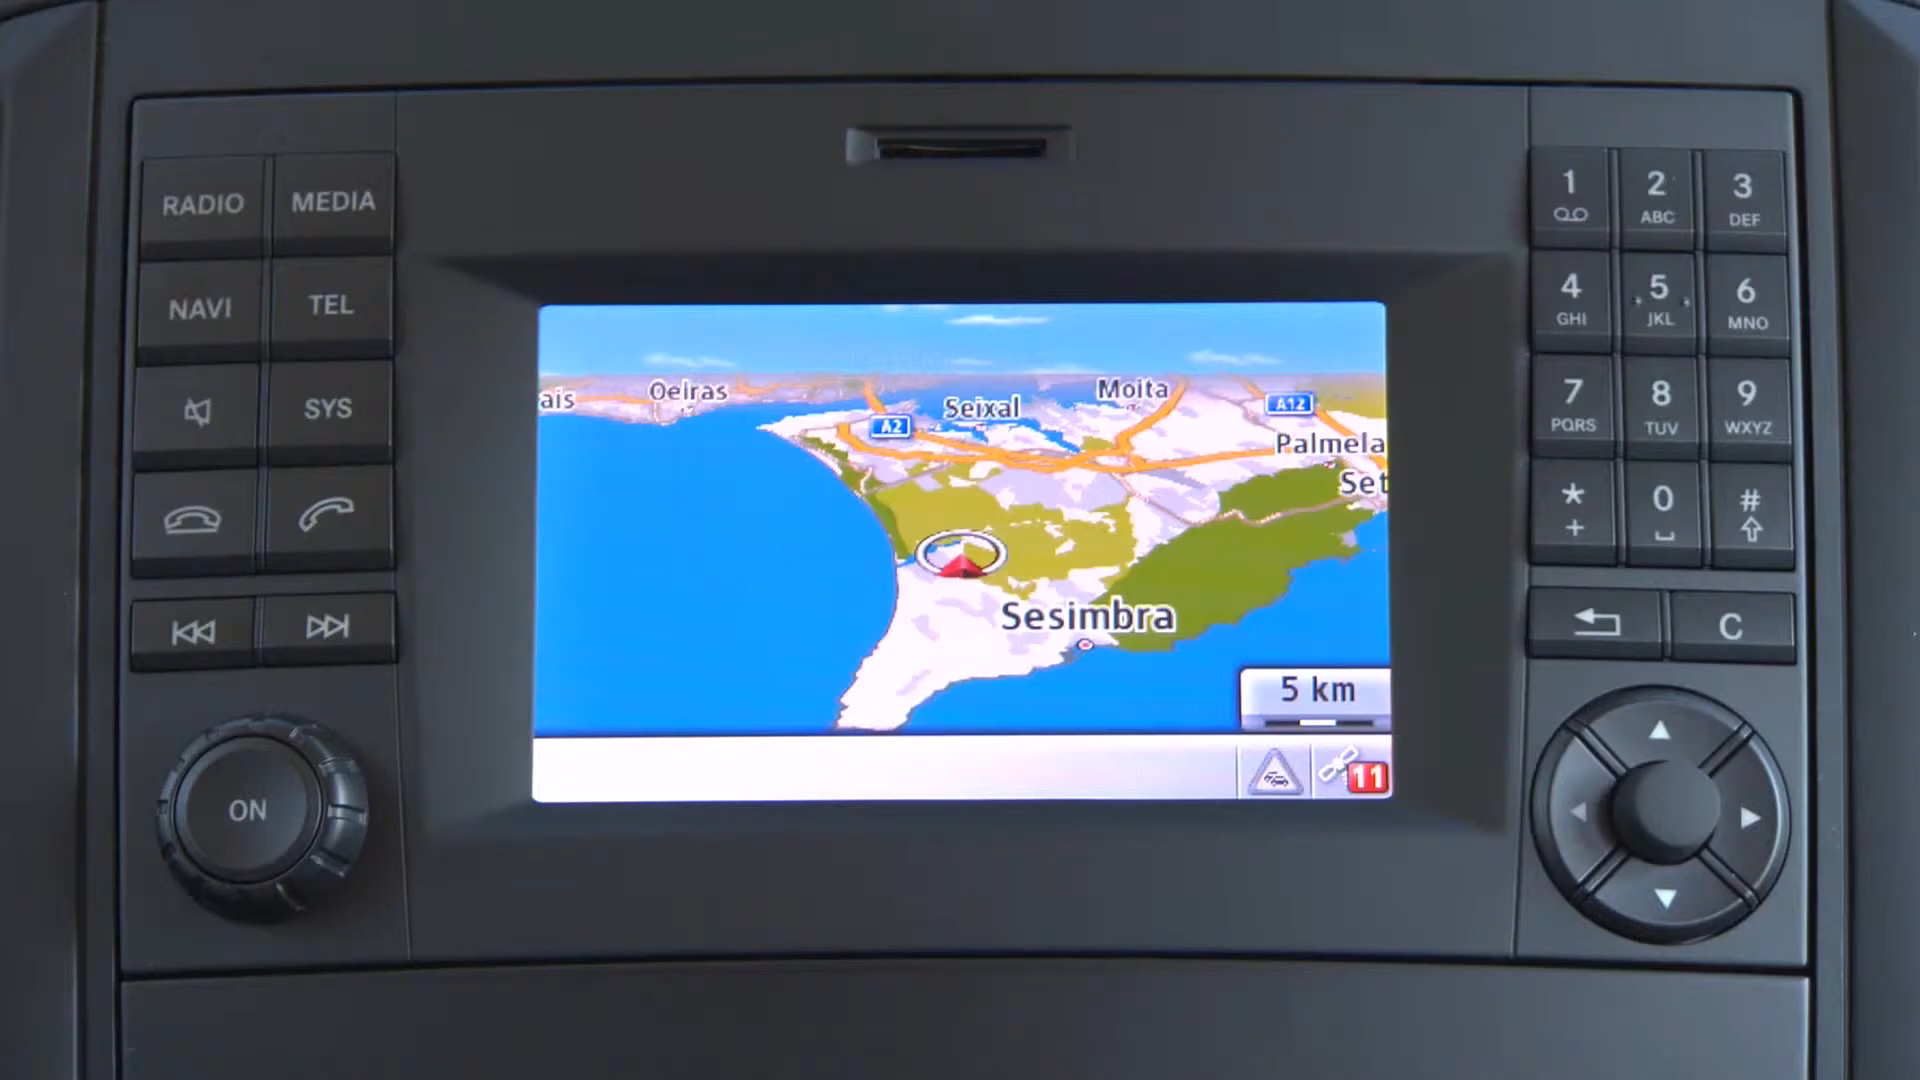 RADIO
MEDIA
NAVI
TEL
SYS
ON
ais
Oeiras
Seixal
Moita
A2
A12
Palmela
Set
Sesimbra
5 km
11
1
2
ABC
3
DEF
4
GHI
5
JKL
6
MNO
7
PQRS
8
TUV
9
WXYZ
*
+
0
#
C